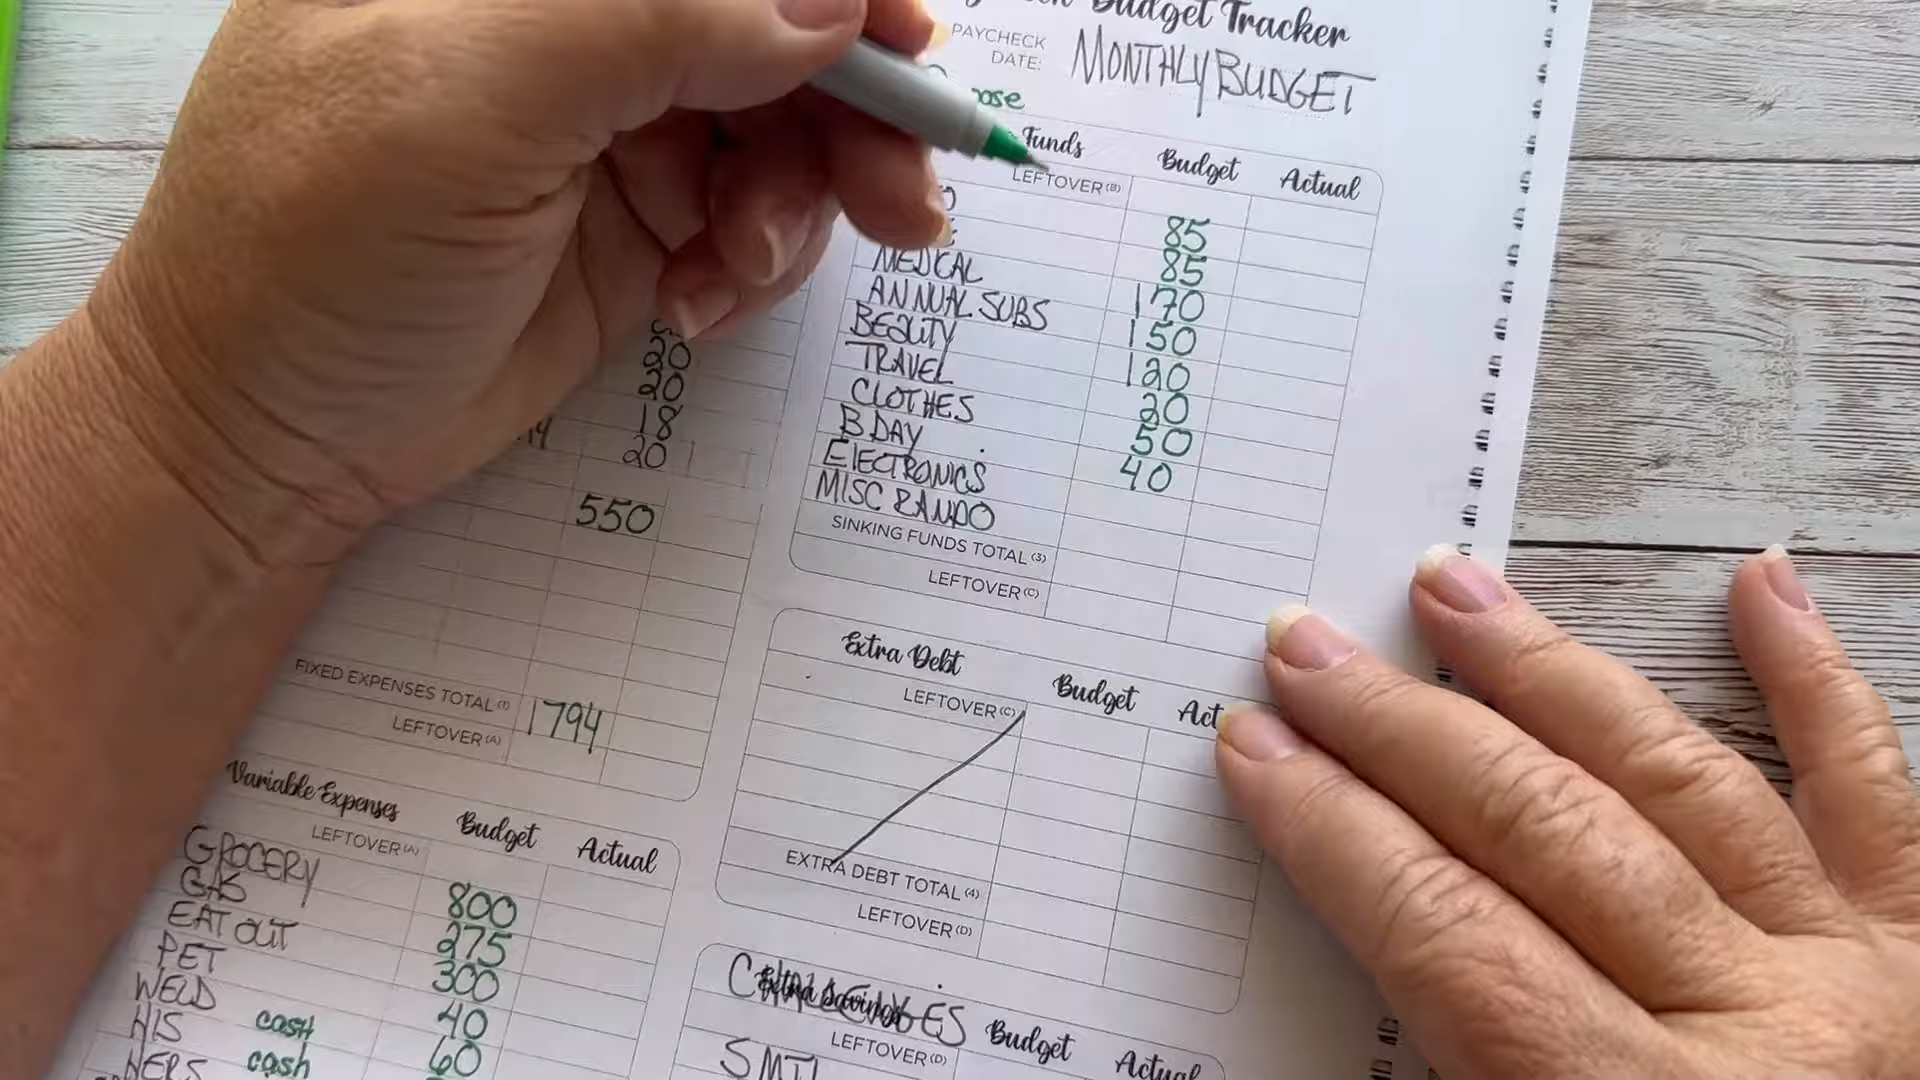 Budget Tracker
PAYCHECK DATE: MONTHLY BUDGET
Funds Budget Actual
LEFTOVER (B)
85
85
MEDICAL 170
ANNUAL SUBS 150
BEAUTY 120
TRAVEL 20
CLOTHES 50
BDAY 40
ELECTRONICS
MISC RANDO
SINKING FUNDS TOTAL (3)
LEFTOVER (C)
20
20
18
20
550
FIXED EXPENSES TOTAL (1) 1794
LEFTOVER (A)
Extra Debt Budget
LEFTOVER (C)
EXTRA DEBT TOTAL (4)
LEFTOVER (D)
Variable Expenses Budget Actual
LEFTOVER (A)
GROCERY 800
GAS 275
EAT OUT 300
PET 40
WELD 60
HIS cash
HERS cash
Budget Actual
LEFTOVER (D)